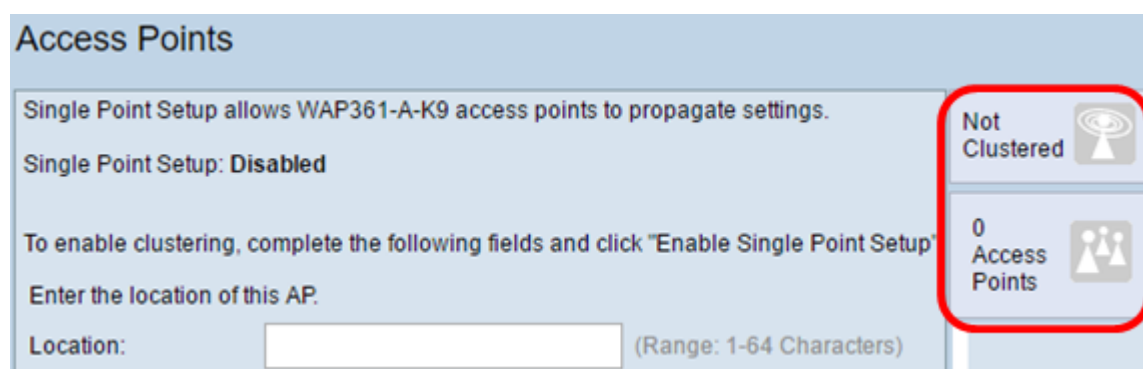 Access Points
Single Point Setup allows WAP361-A-K9 access points to propagate settings.
Single Point Setup: Disabled
To enable clustering, complete the following fields and click "Enable Single Point Setup"
Enter the location of this AP.
Location:
(Range: 1-64 Characters)
Not
Clustered
0
Access
Points